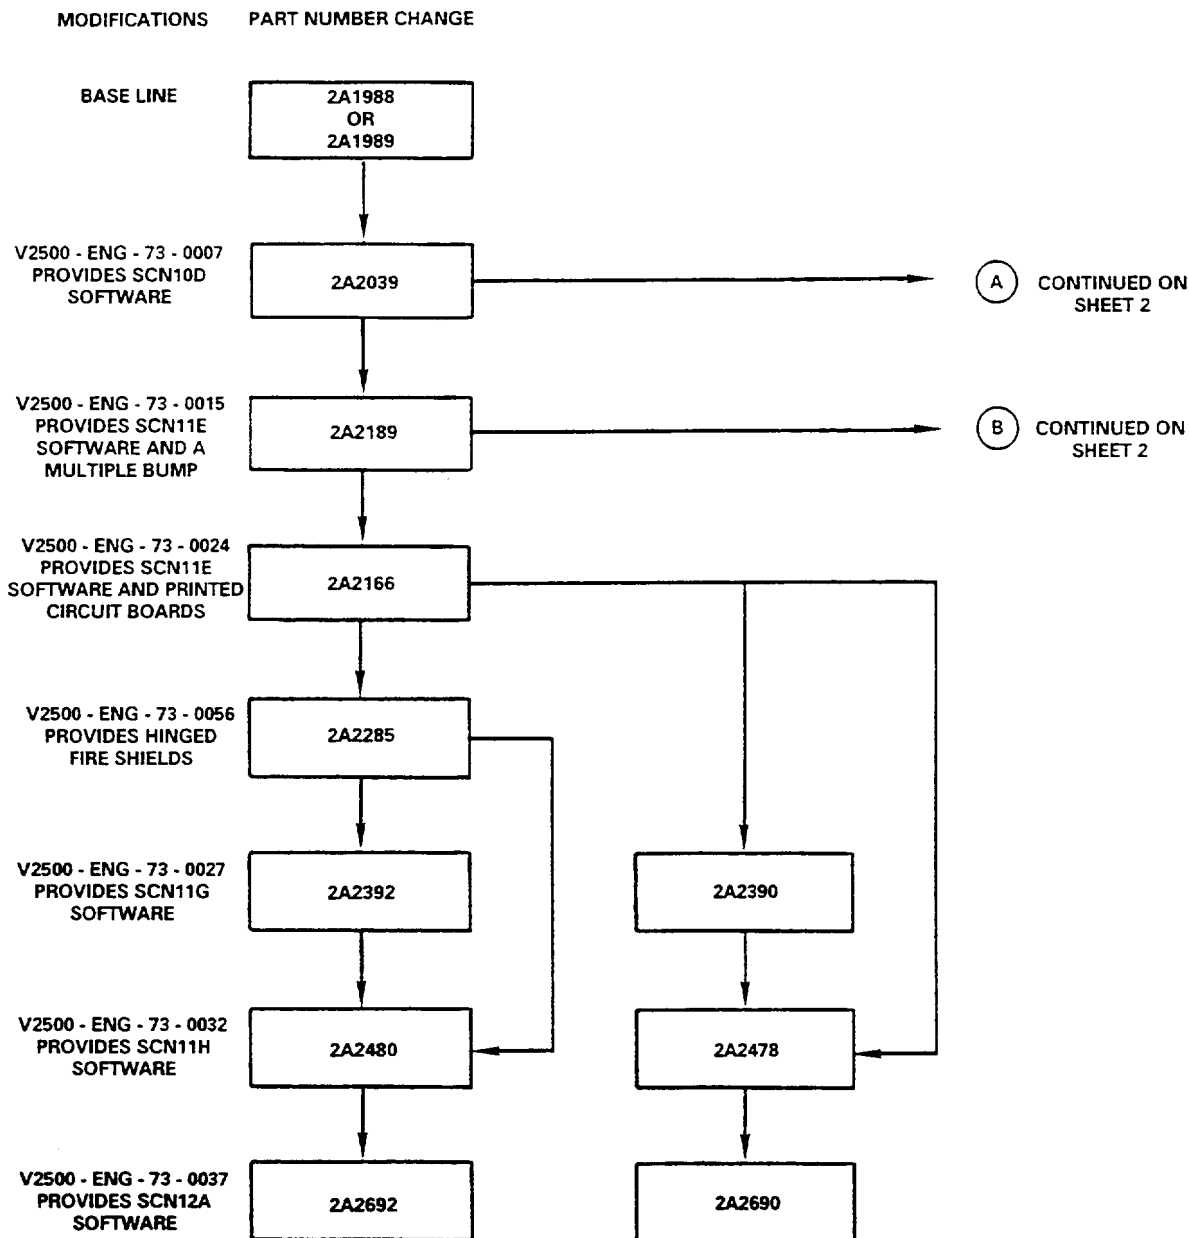 MODIFICATIONS PART NUMBER CHANGE
BASE LINE
2A1988
OR
2A1989
V2500 - ENG - 73 - 0007
PROVIDES SCN10D
SOFTWARE
2A2039
A
CONTINUED ON
SHEET 2
V2500 - ENG - 73 - 0015
PROVIDES SCN11E
SOFTWARE AND A
MULTIPLE BUMP
2A2189
B
CONTINUED ON
SHEET 2
V2500 - ENG - 73 - 0024
PROVIDES SCN11E
SOFTWARE AND PRINTED
CIRCUIT BOARDS
2A2166
V2500 - ENG - 73 - 0056
PROVIDES HINGED
FIRE SHIELDS
2A2285
V2500 - ENG - 73 - 0027
PROVIDES SCN11G
SOFTWARE
2A2392
2A2390
V2500 - ENG - 73 - 0032
PROVIDES SCN11H
SOFTWARE
2A2480
2A2478
V2500 - ENG - 73 - 0037
PROVIDES SCN12A
SOFTWARE
2A2692
2A2690